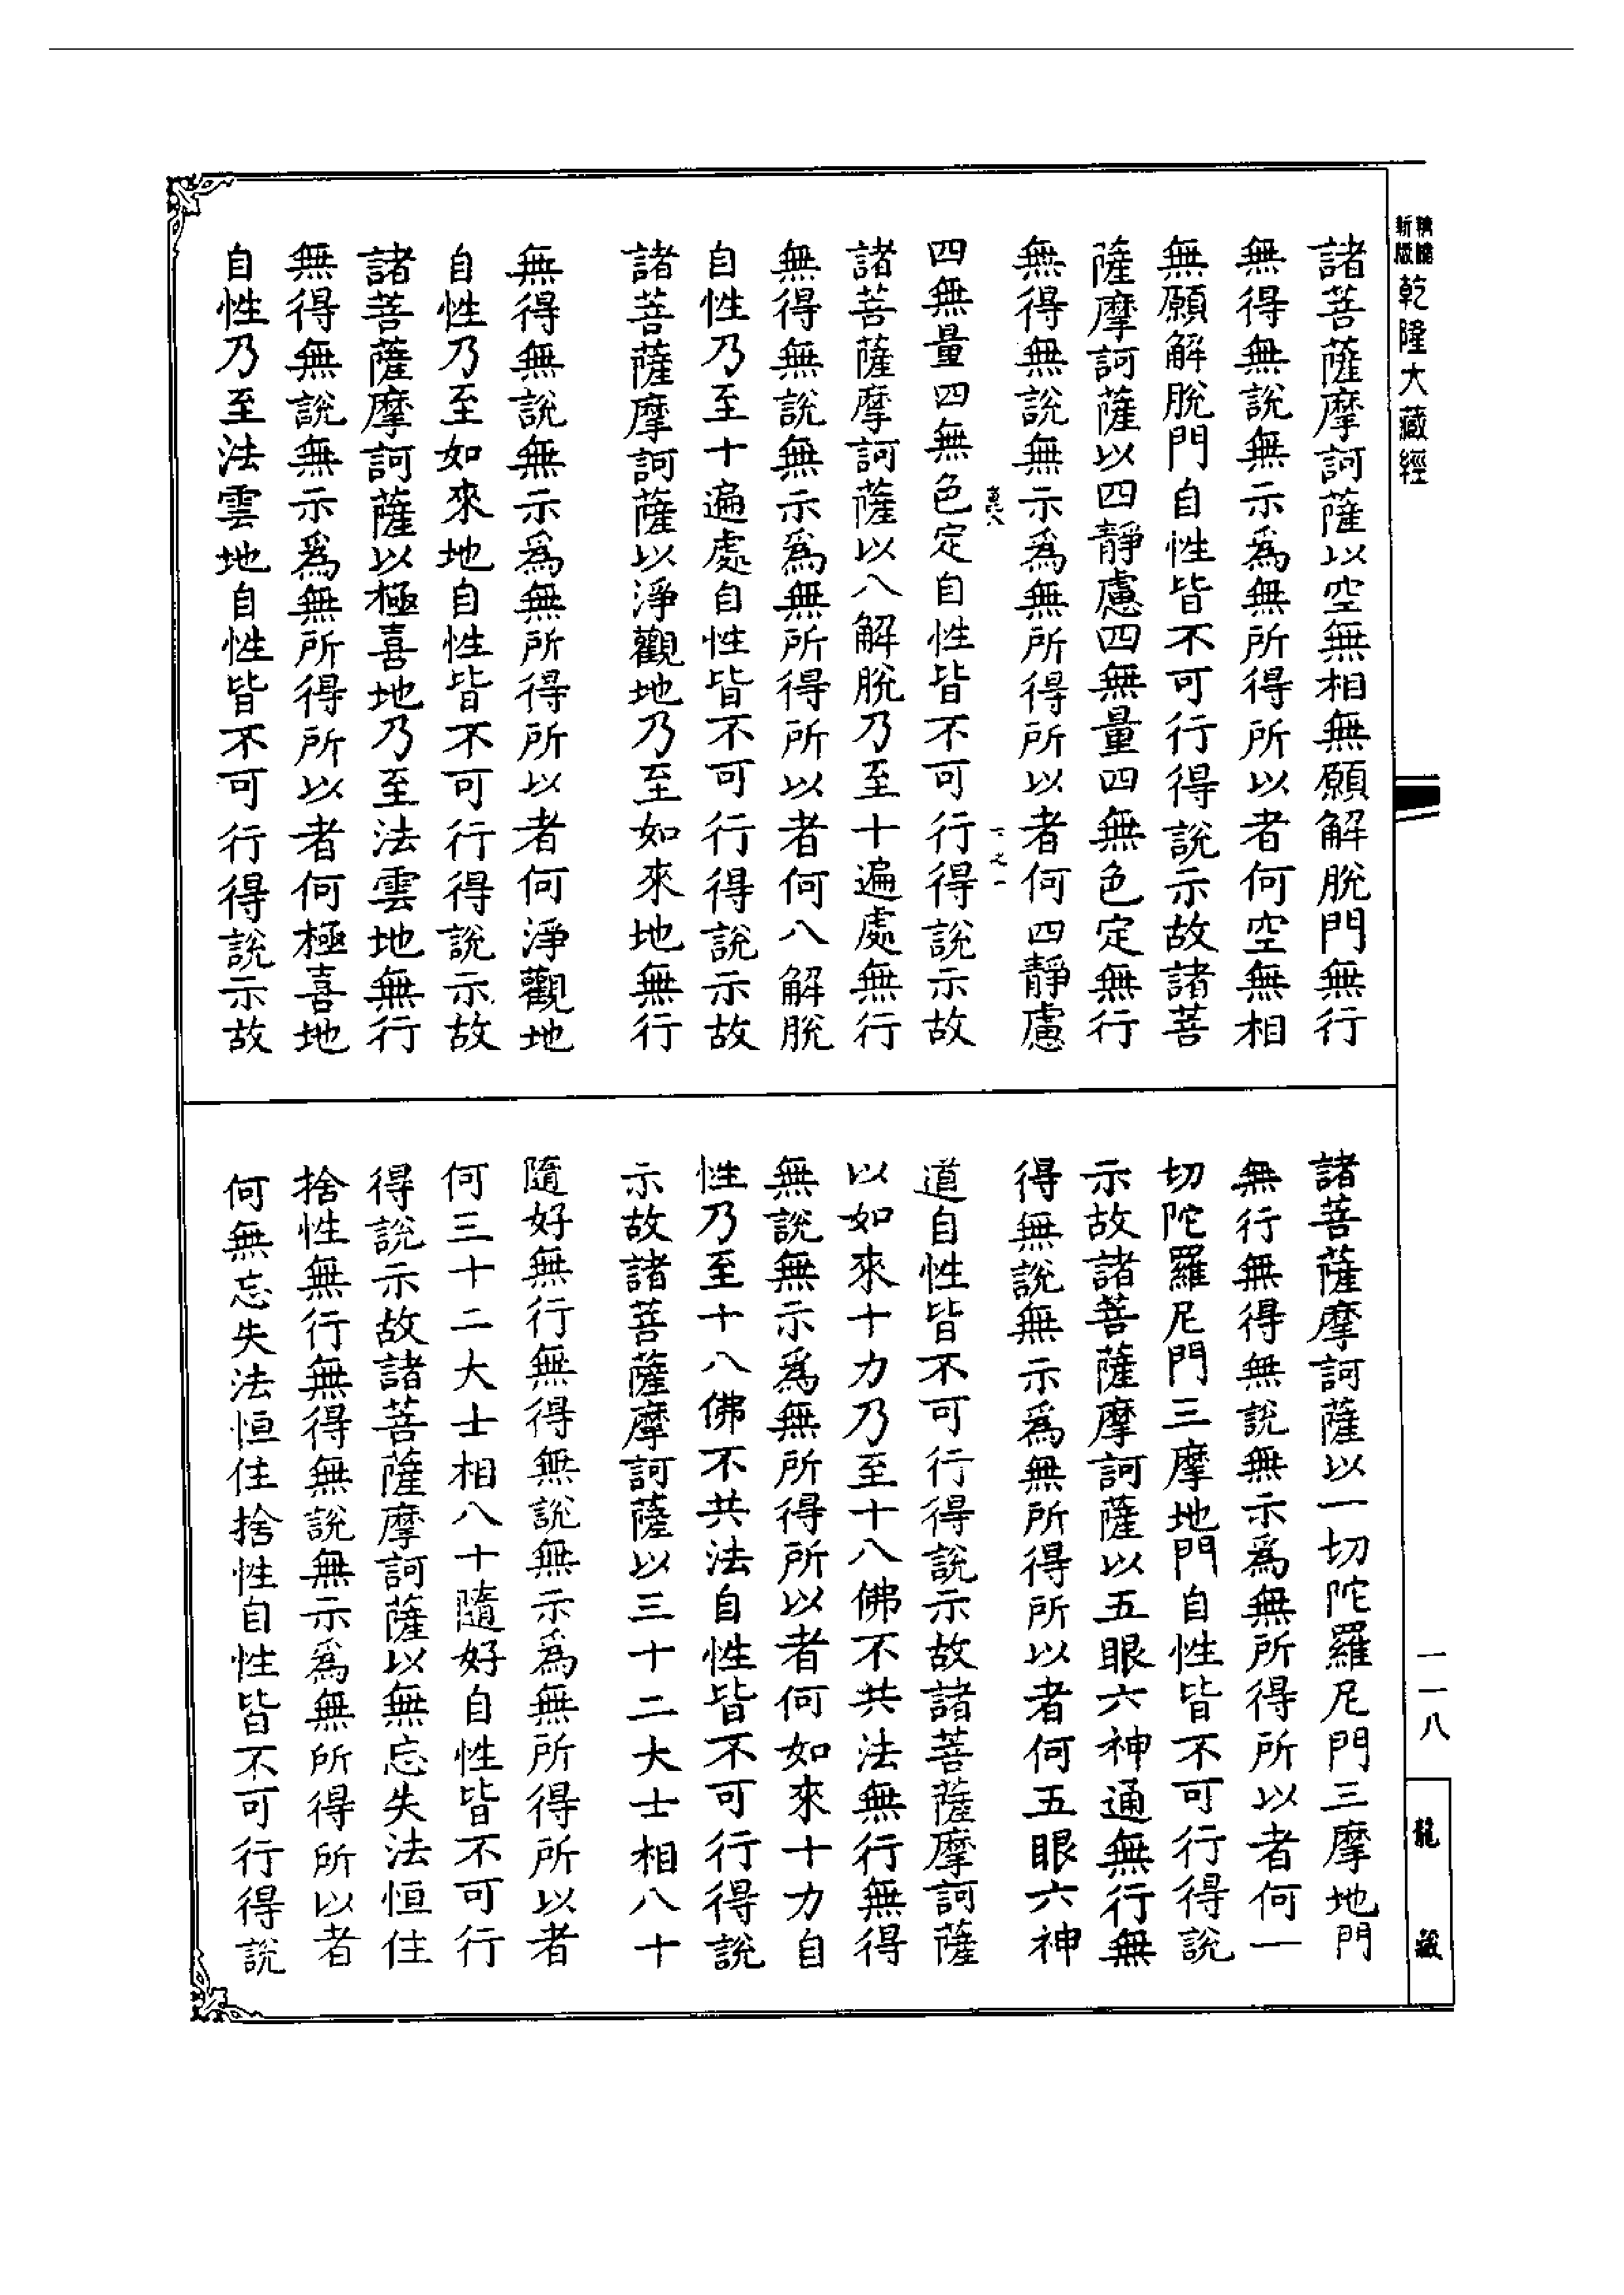 新版
精縮
乾隆大藏經
諸菩薩摩訶薩以空無相無願解脫門無行
無得無說無示為無所得所以者何空無相
無願解脫門自性皆不可行得說示故諸菩
薩摩訶薩以四靜慮四無量四無色定無行
無得無說無示為無所得所以者何四靜慮
四無量四無色定自性皆不可行得說示故
諸菩薩摩訶薩以八解脫乃至十遍處無行
無得無說無示為無所得所以者何八解脫
自性乃至十遍處自性皆不可行得說示故
諸菩薩摩訶薩以淨觀地乃至如來地無行
無得無說無示為無所得所以者何淨觀地
自性乃至如來地自性皆不可行得說示故
諸菩薩摩訶薩以極喜地乃至法雲地無行
無得無說無示為無所得所以者何極喜地
自性乃至法雲地自性皆不可行得說示故
諸菩薩摩訶薩以一切陀羅尼門三摩地門
無行無得無說無示為無所得所以者何一
切陀羅尼門三摩地門自性皆不可行得說
示故諸菩薩摩訶薩以五眼六神通無行無
得無說無示為無所得所以者何五眼六神
道自性皆不可行得說示故諸菩薩摩訶薩
以如來十力乃至十八佛不共法無行無得
無說無示為無所得所以者何如來十力自
性乃至十八佛不共法自性皆不可行得說
示故諸菩薩摩訶薩以三十二大士相八十
隨好無行無得無說無示為無所得所以者
何三十二大士相八十隨好自性皆不可行
得說示故諸菩薩摩訶薩以無忘失法恒住
捨性無行無得無說無示為無所得所以者
何無忘失法恒住捨性自性皆不可行得說
一一八
龍藏